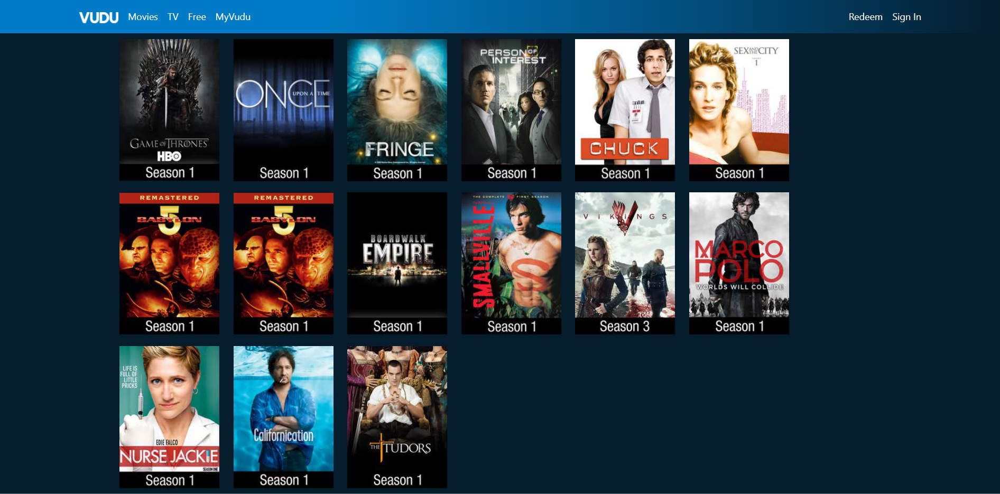 VUDU Movies TV Free MyVudu Redeem Sign In
GAME OF THRONES
HBO
Season 1
ONCE UPON A TIME
Season 1
FRINGE
Season 1
PERSON OF
INTEREST
Season 1
CHUCK
Season 1
SEX AND THE CITY
1
Season 1
REMASTERED
BABYLON 5
Season 1
REMASTERED
BABYLON 5
Season 1
BOARDWALK
EMPIRE
Season 1
THE COMPLETE FIRST SEASON
SMALLVILLE
Season 1
VIKINGS
Season 3
MARCO
POLO
WORLDS WILL COLLIDE
Season 1
LIFE IS
FULL OF
LITTLE
PRICKS
EDIE FALCO
NURSE JACKIE
SEASON ONE
Season 1
Californication
Season 1
THE TUDORS
Season 1